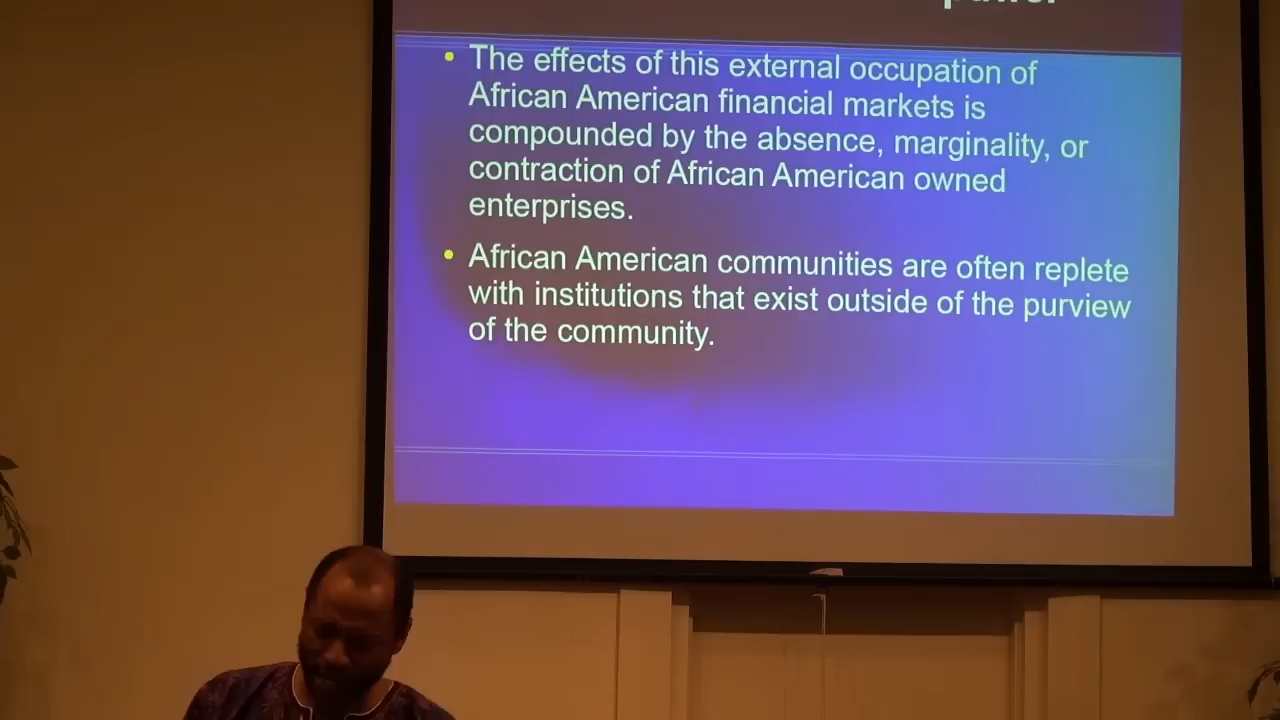 • The effects of this external occupation of
African American financial markets is
compounded by the absence, marginality, or
contraction of African American owned
enterprises.
• African American communities are often replete
with institutions that exist outside of the purview
of the community.